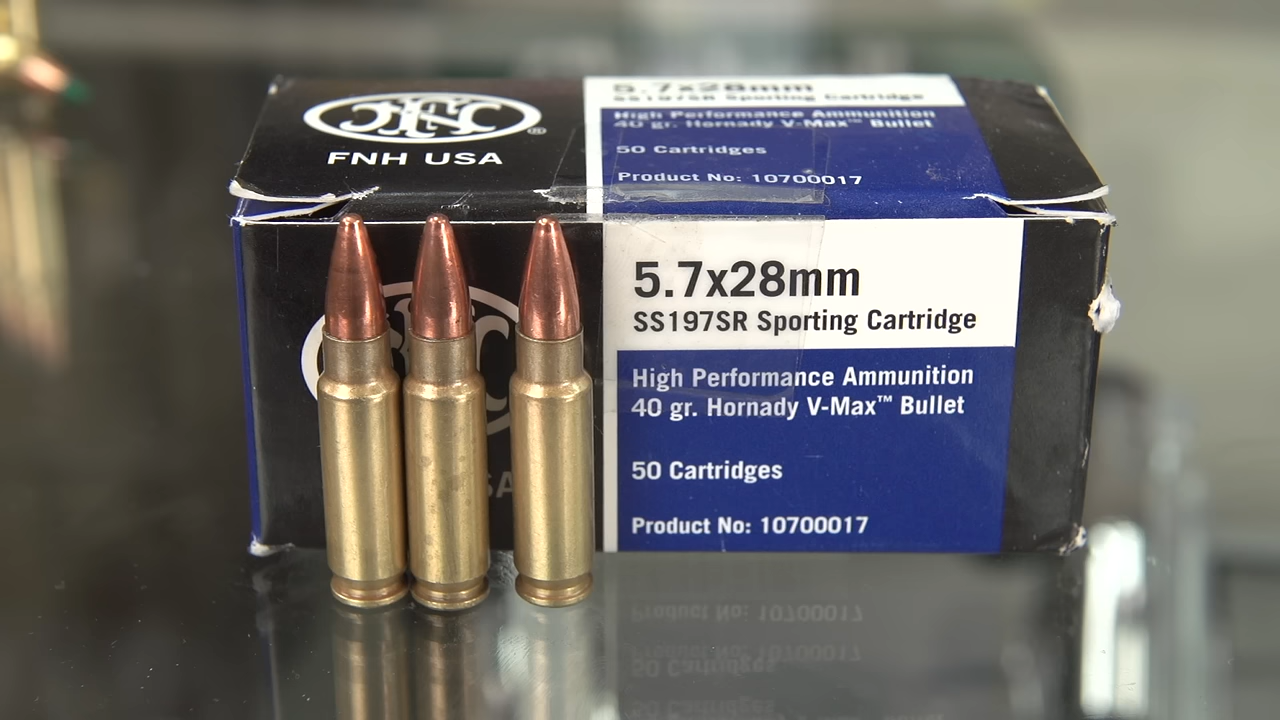 FN
®
FNH USA
5.7x28mm
SS197SR Sporting Cartridge
High Performance Ammunition
40 gr. Hornady V-Max™ Bullet
50 Cartridges
Product No: 10700017
5.7x28mm
SS197SR Sporting Cartridge
High Performance Ammunition
40 gr. Hornady V-Max™ Bullet
50 Cartridges
Product No: 10700017